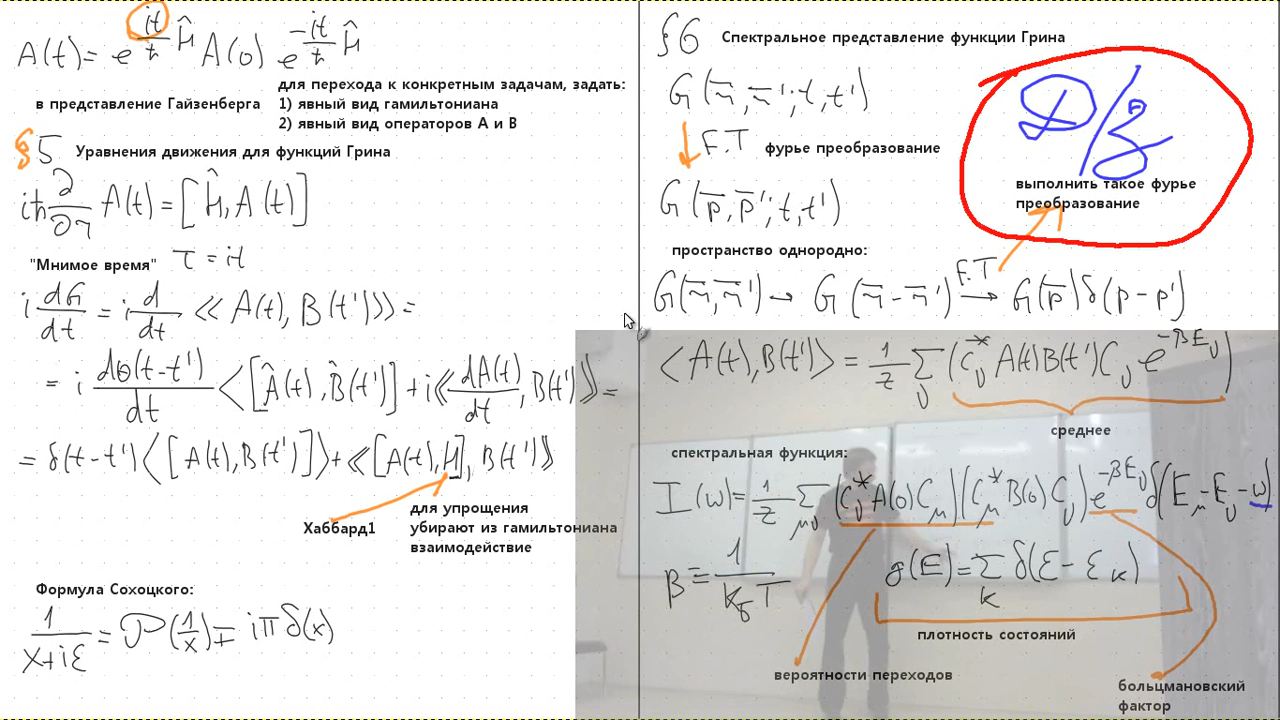 A(t) = e^{it/ħ Ĥ} A(0) e^{-it/ħ Ĥ}
для перехода к конкретным задачам, задать:
в представление Гайзенберга
1) явный вид гамильтониана
2) явный вид операторов А и В
§5 Уравнения движения для функций Грина
iħ ∂/∂τ A(t) = [Ĥ, A(t)]
"Мнимое время" τ = it
i dG/dt = i d/dt << A(t), B(t') >> =
= i dθ(t-t')/dt < [Â(t), B̂(t')] + i << dA(t)/dt, B(t') >> =
= δ(t-t') < [A(t), B(t')] > + << [A(t), H], B(t') >>
Хаббард1
для упрощения
убирают из гамильтониана
взаимодействие
Формула Сохоцкого:
1/(x+iε) = P(1/x) ∓ iπδ(x)
§6 Спектральное представление функции Грина
G(r̄, r̄'; t, t')
F.T фурье преобразование
G(p̄, p̄'; t, t')
Д/З
выполнить такое фурье
преобразование
пространство однородно:
G(r̄, r̄') → G(r̄ - r̄') F.T → G(p̄) δ(p - p')
< A(t), B(t') > = 1/Z Σ_ν (C_ν^* A(t) B(t') C_ν e^{-βE_ν})
среднее
спектральная функция:
I(ω) = 1/Z Σ_{μν} (C_ν^* A(0) C_μ)(C_μ^* B(0) C_ν) e^{-βE_ν} δ(E_μ - E_ν - ω)
β ≡ 1/(k_б T)
g(E) = Σ_k δ(ε - ε_k)
плотность состояний
вероятности переходов
больцмановский
фактор